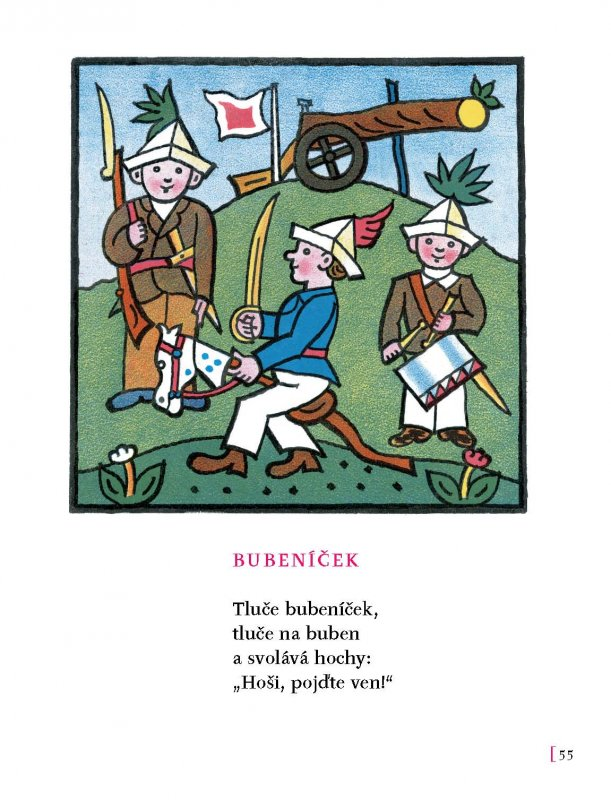 BUBENÍČEK
Tluče bubeníček,
tluče na buben
a svolává hochy:
„Hoši, pojďte ven!“
[ 55